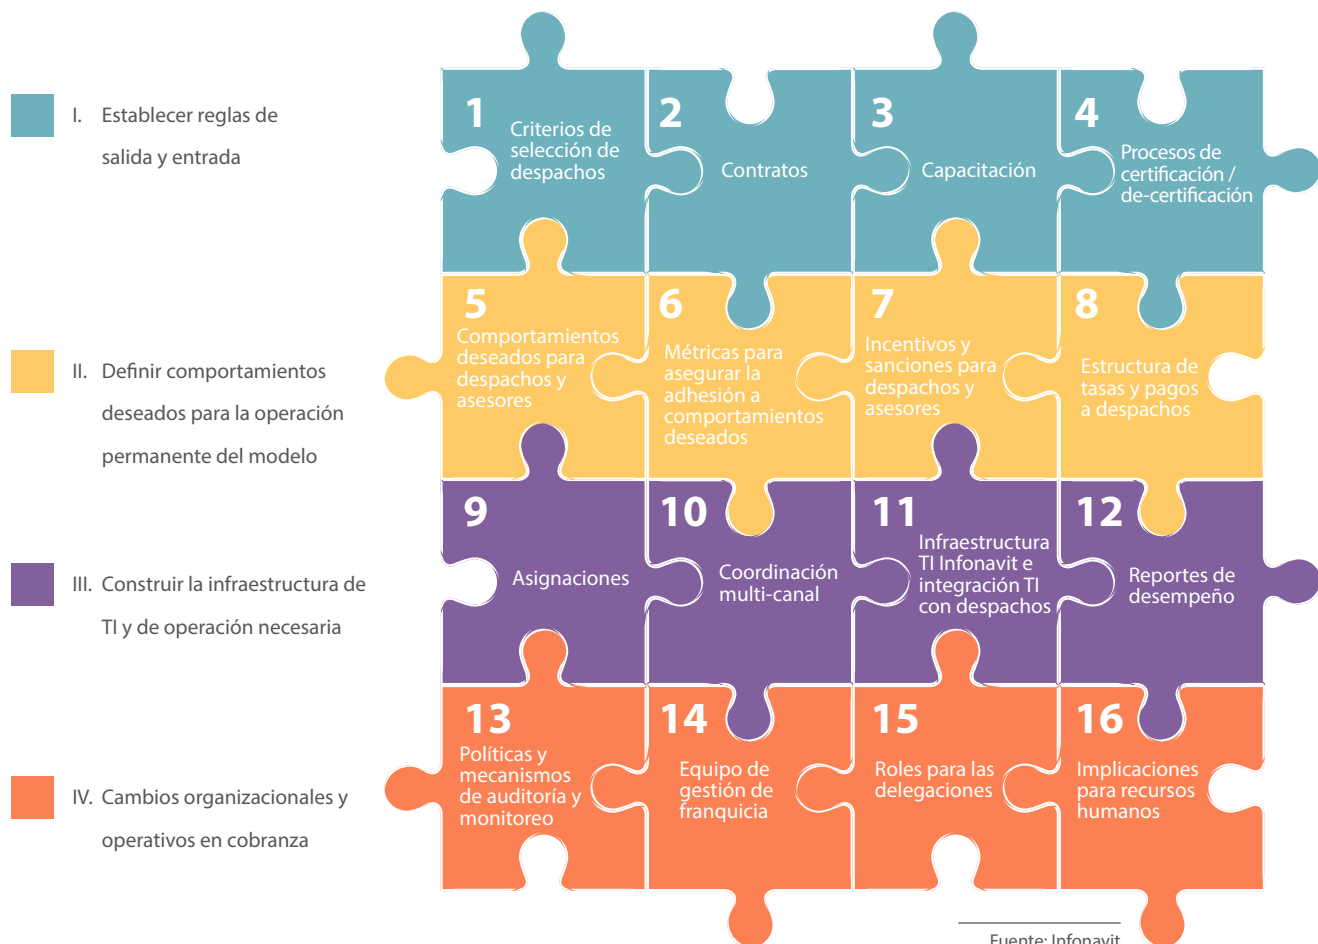 I. Establecer reglas de
salida y entrada
1
Criterios de
selección de
despachos
2
Contratos
3
Capacitación
4
Procesos de
certificación /
de-certificación
II. Definir comportamientos
deseados para la operación
permanente del modelo
5
Comportamientos
deseados para
despachos y
asesores
6
Métricas para
asegurar la
adhesión a
comportamientos
deseados
7
Incentivos y
sanciones para
despachos y
asesores
8
Estructura de
tasas y pagos
a despachos
III. Construir la infraestructura de
TI y de operación necesaria
9
Asignaciones
10
Coordinación
multi-canal
11
Infraestructura
TI Infonavit e
integración TI
con despachos
12
Reportes de
desempeño
IV. Cambios organizacionales y
operativos en cobranza
13
Políticas y
mecanismos
de auditoría y
monitoreo
14
Equipo de
gestión de
franquicia
15
Roles para las
delegaciones
16
Implicaciones
para recursos
humanos
Fuente: Infonavit